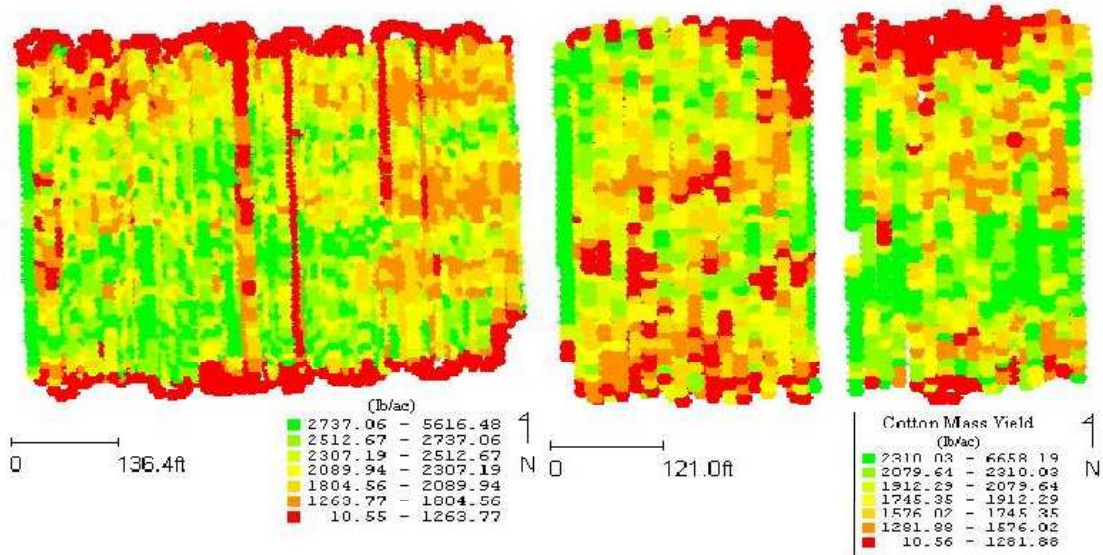 (lb/ac)
2737.06 - 5616.48
2512.67 - 2737.06
2307.19 - 2512.67
2089.94 - 2307.19
1804.56 - 2089.94
1263.77 - 1804.56
10.55 - 1263.77
0 136.4ft
N
0 121.0ft
Cotton Mass Yield
(lb/ac)
2310.03 - 6658.19
2079.64 - 2310.03
1912.29 - 2079.64
1745.35 - 1912.29
1576.02 - 1745.35
1281.88 - 1576.02
10.56 - 1281.88
N